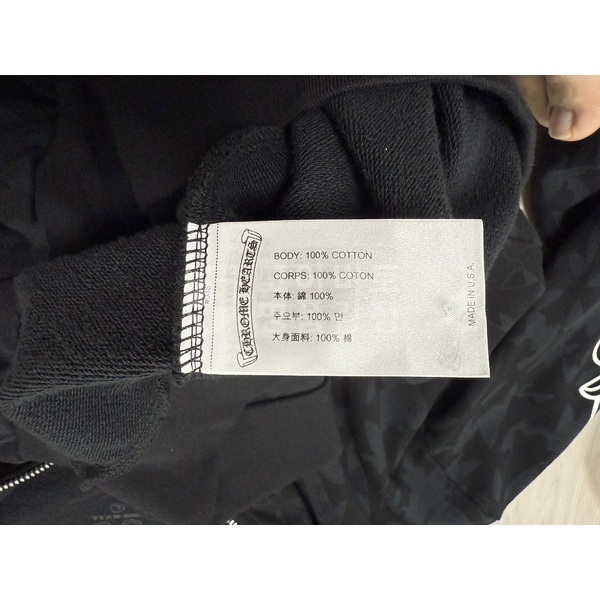 CHROME HEARTS
BODY: 100% COTTON
CORPS: 100% COTON
本体: 綿 100%
주요부: 100% 면
大身面料: 100% 棉
MADE IN U.S.A.